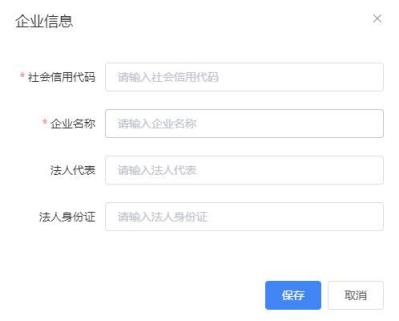 企业信息
* 社会信用代码 请输入社会信用代码
* 企业名称 请输入企业名称
法人代表 请输入法人代表
法人身份证 请输入法人身份证
保存 取消